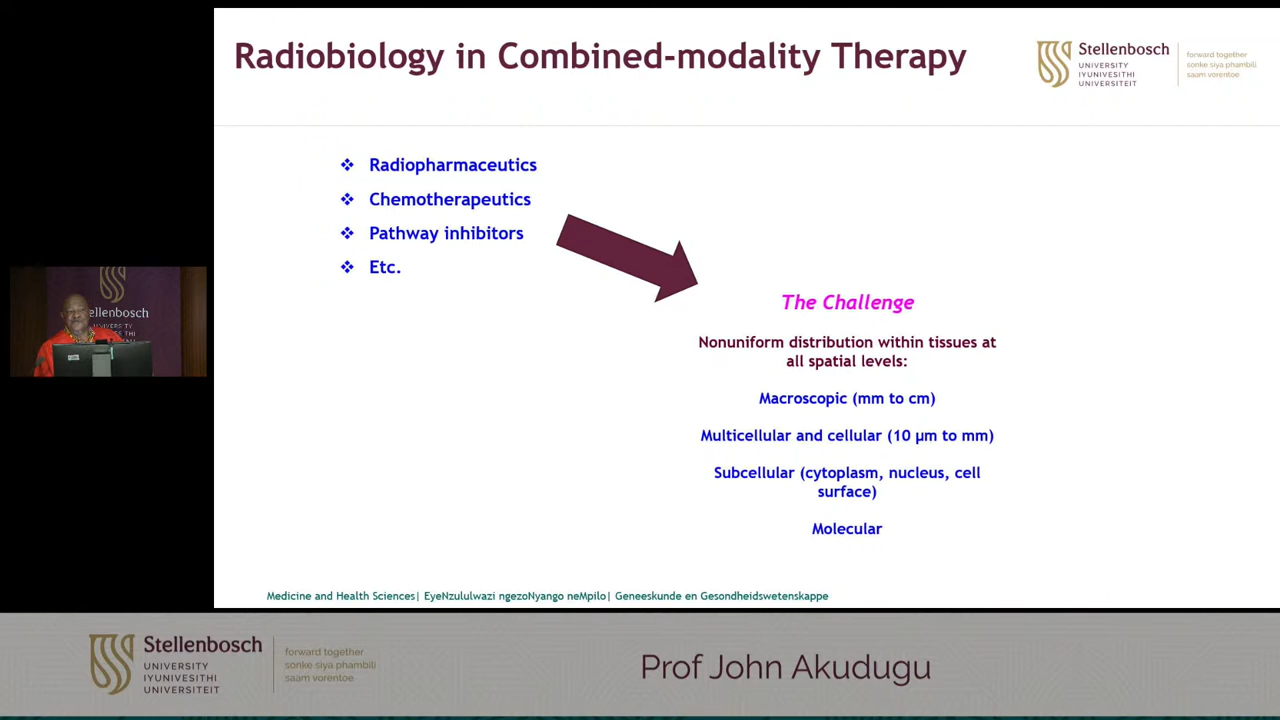 Radiobiology in Combined-modality Therapy
Stellenbosch
UNIVERSITY
IYUNIVESITHI
UNIVERSITEIT
forward together
sonke siya phambili
saam vorentoe
❖ Radiopharmaceutics
❖ Chemotherapeutics
❖ Pathway inhibitors
❖ Etc.
The Challenge
Nonuniform distribution within tissues at
all spatial levels:
Macroscopic (mm to cm)
Multicellular and cellular (10 µm to mm)
Subcellular (cytoplasm, nucleus, cell
surface)
Molecular
Stellenbosch
Medicine and Health Sciences| EyeNzululwazi ngezoNyango neMpilo| Geneeskunde en Gesondheidswetenskappe
Stellenbosch
UNIVERSITY
IYUNIVESITHI
UNIVERSITEIT
forward together
sonke siya phambili
saam vorentoe
Prof John Akudugu